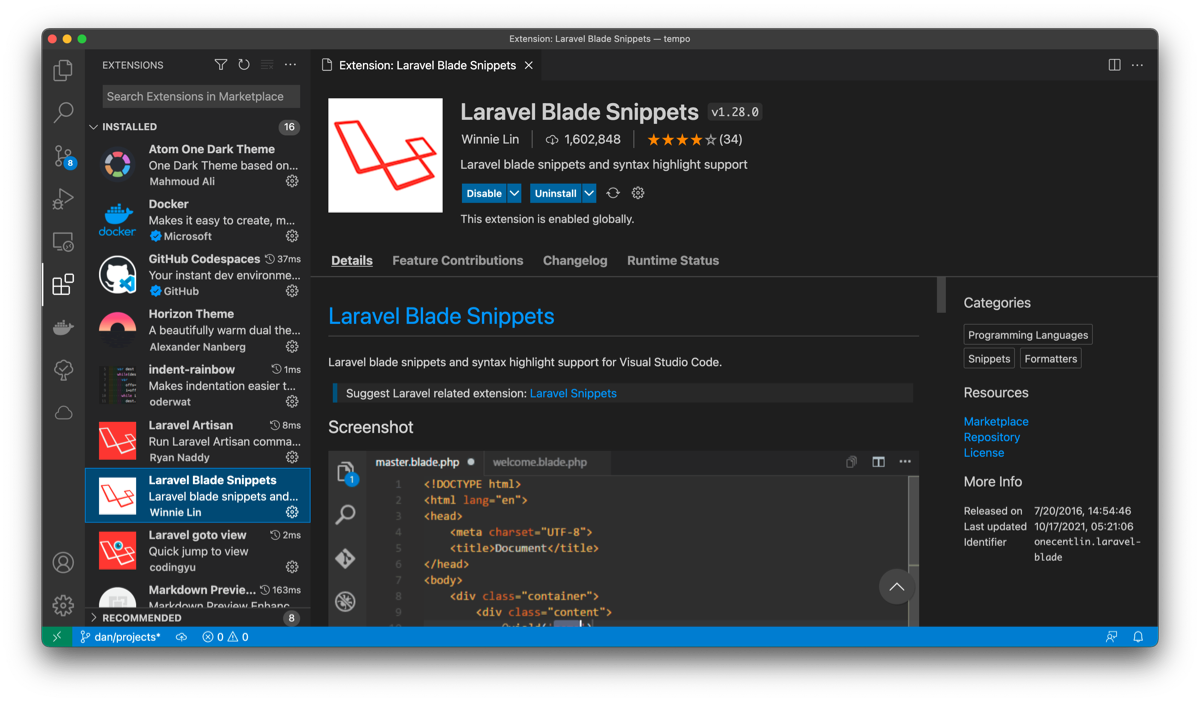 Extension: Laravel Blade Snippets — tempo
EXTENSIONS
Search Extensions in Marketplace
INSTALLED
16
Atom One Dark Theme
One Dark Theme based on...
Mahmoud Ali
Docker
Makes it easy to create, m...
Microsoft
docker
GitHub Codespaces 37ms
Your instant dev environme...
GitHub
Horizon Theme
A beautifully warm dual the...
Alexander Nanberg
indent-rainbow 1ms
Makes indentation easier t...
oderwat
Laravel Artisan 8ms
Run Laravel Artisan comma...
Ryan Naddy
Laravel Blade Snippets
Laravel blade snippets and...
Winnie Lin
Laravel goto view 2ms
Quick jump to view
codingyu
Markdown Previe... 163ms
Markdown Preview Enhanc
RECOMMENDED
8
8
Extension: Laravel Blade Snippets
Laravel Blade Snippets v1.28.0
Winnie Lin 1,602,848 (34)
Laravel blade snippets and syntax highlight support
Disable Uninstall
This extension is enabled globally.
Details Feature Contributions Changelog Runtime Status
Laravel Blade Snippets
Laravel blade snippets and syntax highlight support for Visual Studio Code.
Suggest Laravel related extension: Laravel Snippets
Screenshot
1
master.blade.php welcome.blade.php
1 <!DOCTYPE html>
2 <html lang="en">
3 <head>
4 <meta charset="UTF-8">
5 <title>Document</title>
6 </head>
7 <body>
8 <div class="container">
9 <div class="content">
Categories
Programming Languages
Snippets Formatters
Resources
Marketplace
Repository
License
More Info
Released on 7/20/2016, 14:54:46
Last updated 10/17/2021, 05:21:06
Identifier onecentlin.laravel-
blade
dan/projects* 0 0